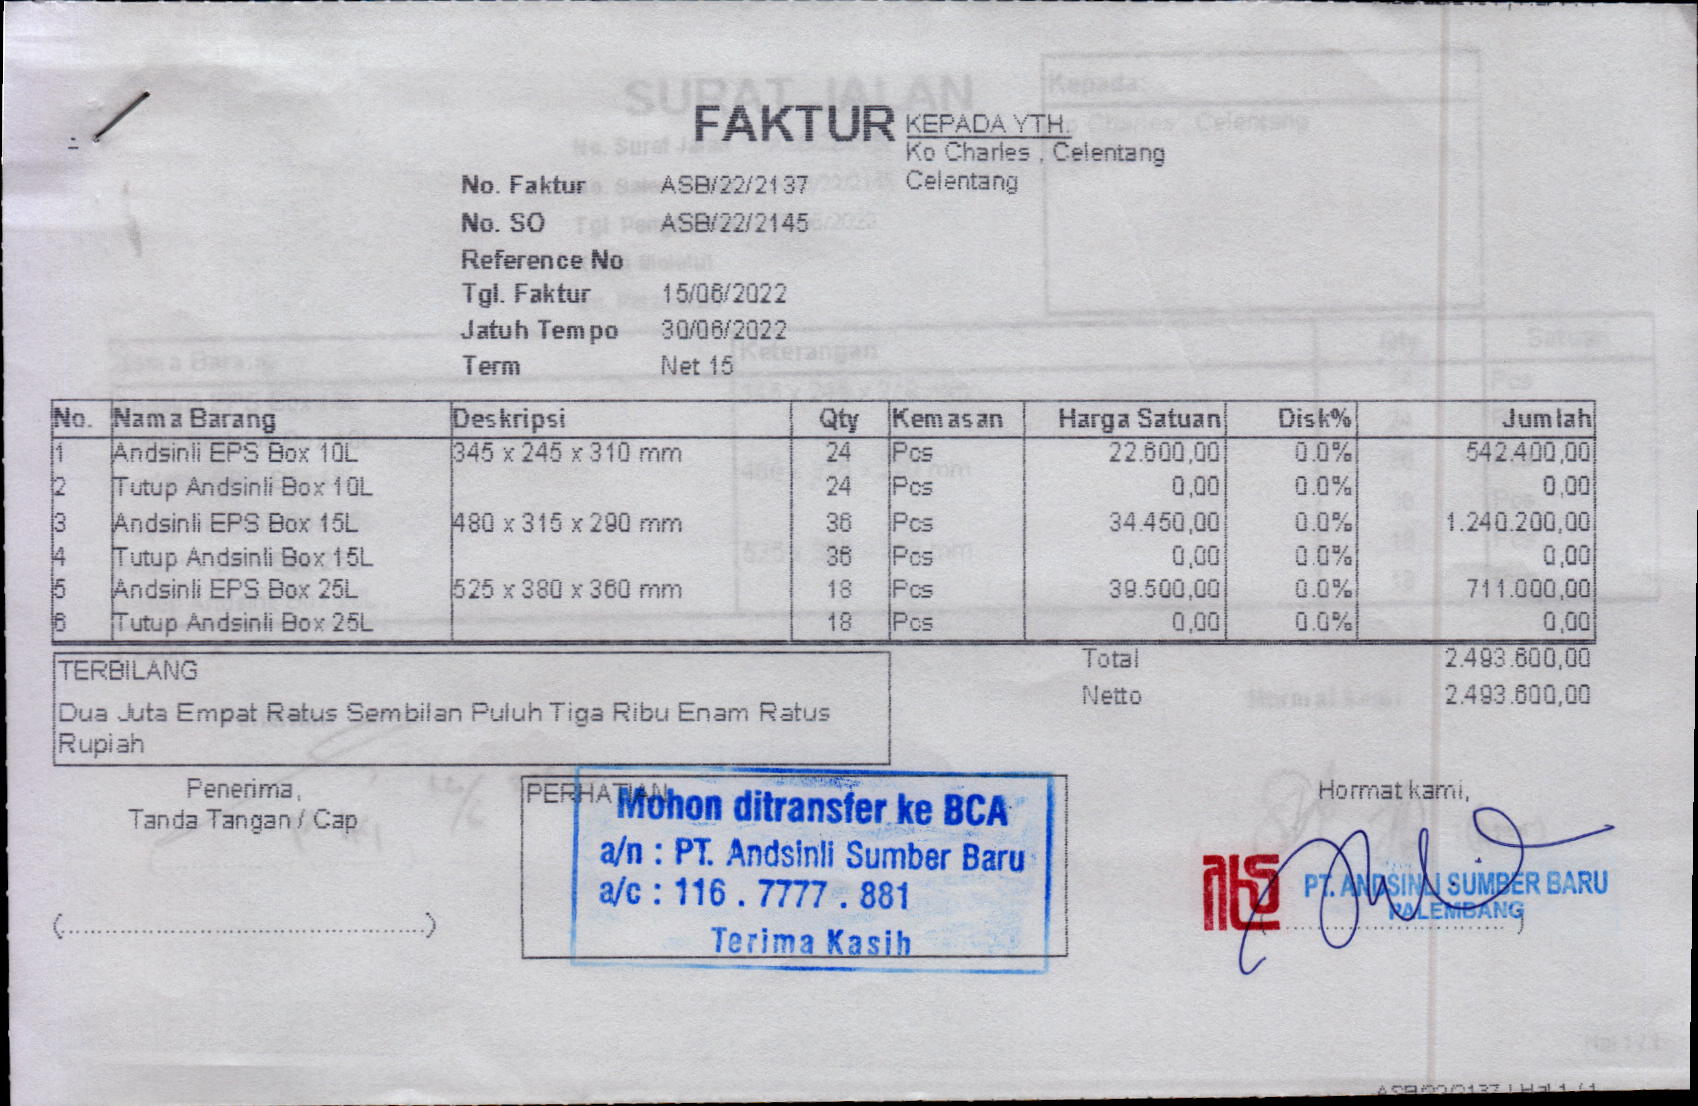 FAKTUR
KEPADA YTH.
Ko Charles , Celentang
Celentang
No. Faktur ASB/22/2137
No. SO ASB/22/2145
Reference No
Tgl. Faktur 15/06/2022
Jatuh Tempo 30/06/2022
Term Net 15
No. Nama Barang Deskripsi Qty Kemasan Harga Satuan Disk% Jumlah
1 Andsinli EPS Box 10L 345 x 245 x 310 mm 24 Pcs 22.600,00 0.0% 542.400,00
2 Tutup Andsinli Box 10L 24 Pcs 0,00 0.0% 0,00
3 Andsinli EPS Box 15L 480 x 315 x 290 mm 36 Pcs 34.450,00 0.0% 1.240.200,00
4 Tutup Andsinli Box 15L 36 Pcs 0,00 0.0% 0,00
5 Andsinli EPS Box 25L 525 x 380 x 360 mm 18 Pcs 39.500,00 0.0% 711.000,00
6 Tutup Andsinli Box 25L 18 Pcs 0,00 0.0% 0,00
Total 2.493.600,00
Netto 2.493.600,00
TERBILANG
Dua Juta Empat Ratus Sembilan Puluh Tiga Ribu Enam Ratus
Rupiah
Penerima,
Tanda Tangan / Cap
PERHATIAN
Mohon ditransfer ke BCA
a/n : PT. Andsinli Sumber Baru
a/c : 116 . 7777 . 881
Terima Kasih
Hormat kami,
PT. ANDSINLI SUMBER BARU
PALEMBANG
ASB/22/2137 | Hal 1 / 1